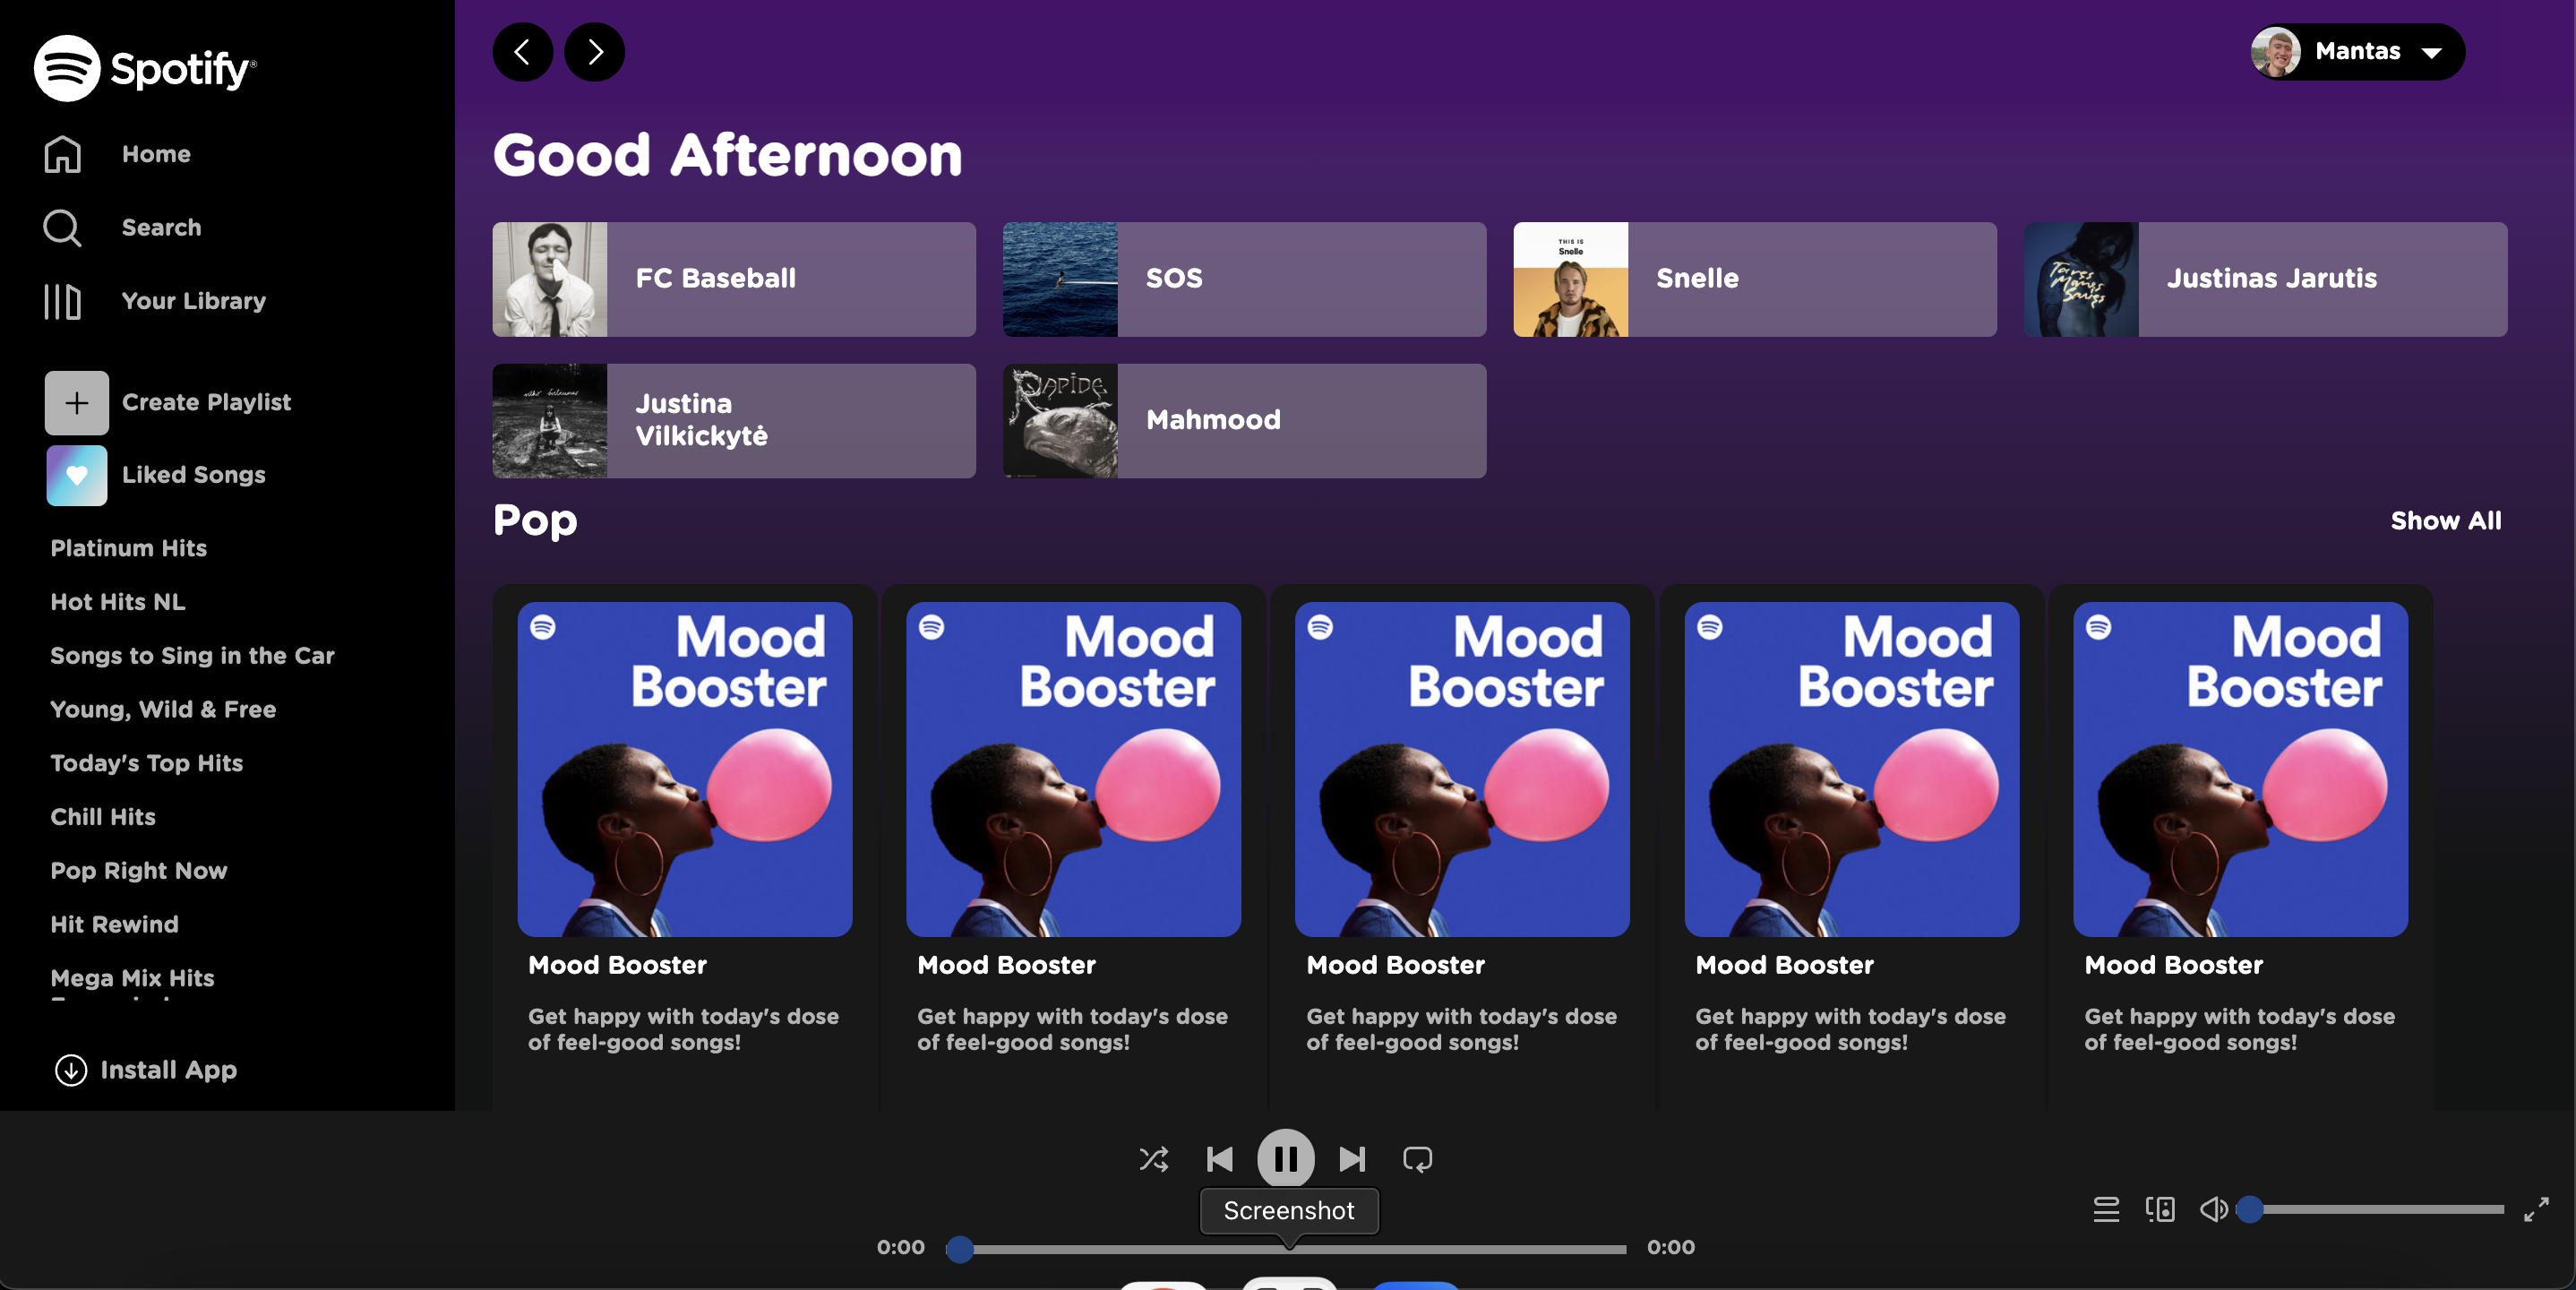 Spotify®
Home
Search
Your Library
Create Playlist
Liked Songs
Platinum Hits
Hot Hits NL
Songs to Sing in the Car
Young, Wild & Free
Today's Top Hits
Chill Hits
Pop Right Now
Hit Rewind
Mega Mix Hits
Install App
Mantas
Good Afternoon
FC Baseball
SOS
THIS IS
Snelle
Snelle
Justinas Jarutis
Justina
Vilkickytė
RAPIDE
Mahmood
Pop
Show All
Mood
Booster
Mood Booster
Get happy with today's dose
of feel-good songs!
Mood
Booster
Mood Booster
Get happy with today's dose
of feel-good songs!
Mood
Booster
Mood Booster
Get happy with today's dose
of feel-good songs!
Mood
Booster
Mood Booster
Get happy with today's dose
of feel-good songs!
Mood
Booster
Mood Booster
Get happy with today's dose
of feel-good songs!
Screenshot
0:00
0:00